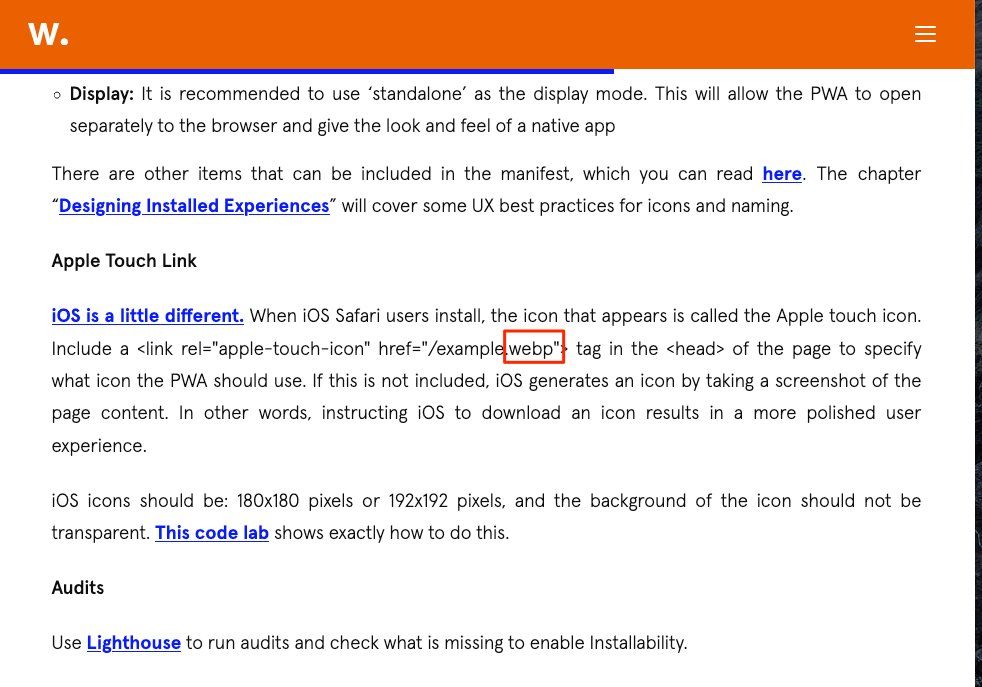 W.
Display: It is recommended to use ‘standalone’ as the display mode. This will allow the PWA to open
separately to the browser and give the look and feel of a native app
There are other items that can be included in the manifest, which you can read here. The chapter
“Designing Installed Experiences” will cover some UX best practices for icons and naming.
Apple Touch Link
iOS is a little different. When iOS Safari users install, the icon that appears is called the Apple touch icon.
Include a <link rel="apple-touch-icon" href="/example.webp"> tag in the <head> of the page to specify
what icon the PWA should use. If this is not included, iOS generates an icon by taking a screenshot of the
page content. In other words, instructing iOS to download an icon results in a more polished user
experience.
iOS icons should be: 180x180 pixels or 192x192 pixels, and the background of the icon should not be
transparent. This code lab shows exactly how to do this.
Audits
Use Lighthouse to run audits and check what is missing to enable Installability.